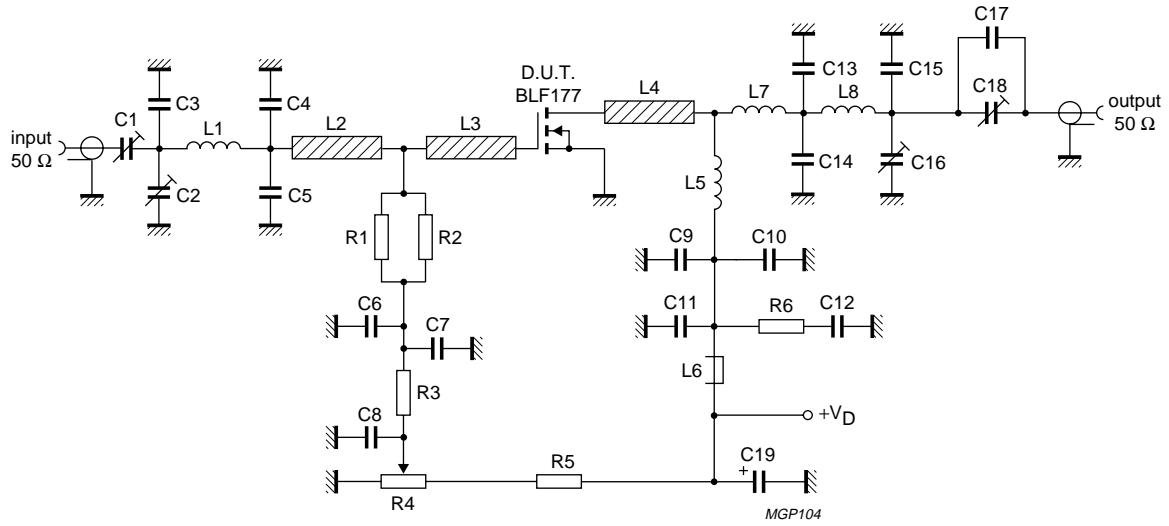 C17
D.U.T.
BLF177
C3
C4
L4
L7
C13
L8
C15
C18
input
50 Ω
C1
L1
L2
L3
output
50 Ω
C2
C5
C14
C16
L5
R1
R2
C9
C10
C6
C7
C11
R6
C12
R3
L6
C8
+VD
R4
R5
C19
+
MGP104